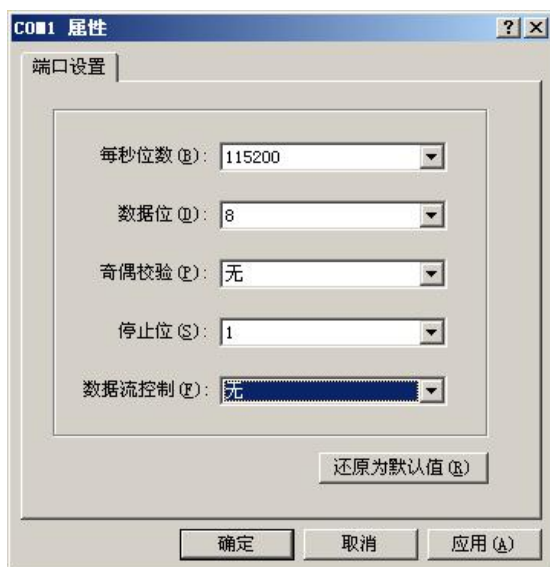 COM1 属性
端口设置
每秒位数(B): 115200
数据位(D): 8
奇偶校验(P): 无
停止位(S): 1
数据流控制(F): 无
还原为默认值(R)
确定 取消 应用(A)